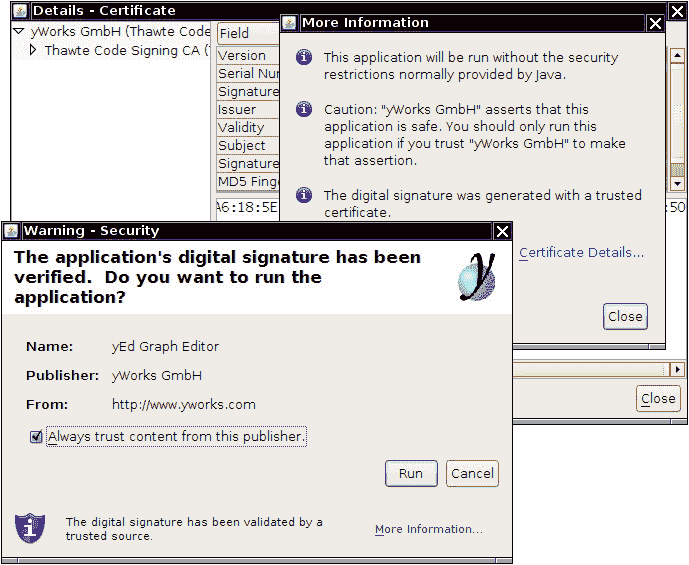 Details - Certificate
yWorks GmbH (Thawte Code
Thawte Code Signing CA (
Field
Version
Serial Nu
Signature
Issuer
Validity
Subject
Signature
MD5 Fing
A6:18:5E
:50
Close
More Information
This application will be run without the security
restrictions normally provided by Java.
Caution: "yWorks GmbH" asserts that this
application is safe. You should only run this
application if you trust "yWorks GmbH" to make
that assertion.
The digital signature was generated with a trusted
certificate.
Certificate Details...
Close
Warning - Security
The application's digital signature has been
verified. Do you want to run the
application?
y
Name: yEd Graph Editor
Publisher: yWorks GmbH
From: http://www.yworks.com
Always trust content from this publisher.
Run Cancel
The digital signature has been validated by a
trusted source.
More Information...